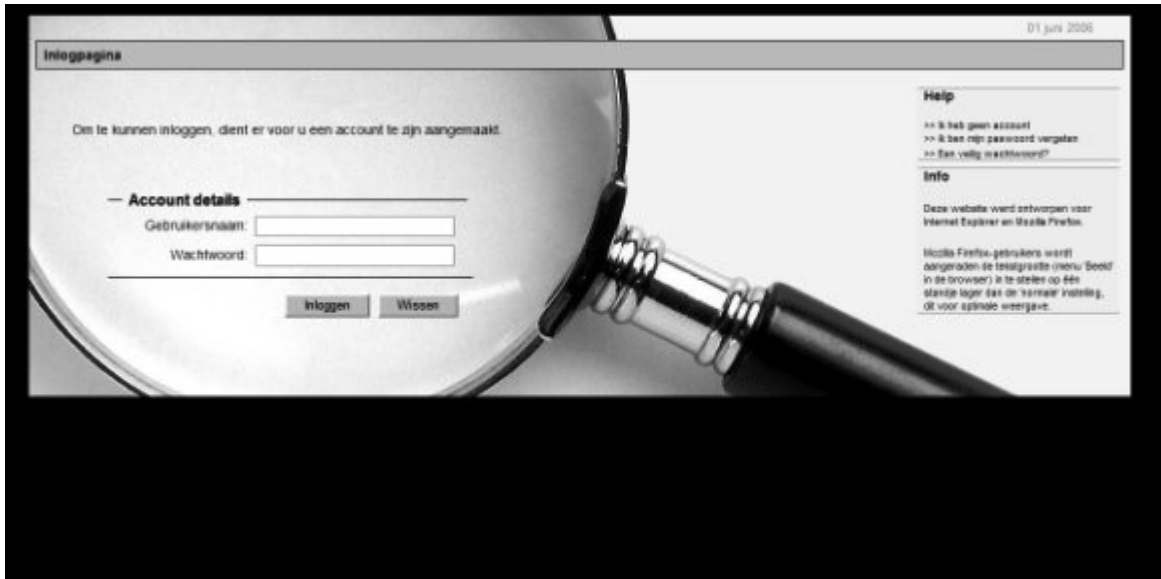 01 juni 2006
Inlogpagina
Om te kunnen inloggen, dient er voor u een account te zijn aangemaakt.
Account details
Gebruikersnaam:
Wachtwoord:
Inloggen Wissen
Help
>> Ik heb geen account
>> Ik ben mijn paswoord vergeten
>> Een veilig wachtwoord?
Info
Deze website werd ontworpen voor
Internet Explorer en Mozilla Firefox.
Mozilla Firefox-gebruikers wordt
aangeraden de tekstgrootte (menu 'Beeld'
in de browser) in te stellen op één
standje lager dan de 'normale' instelling,
dit voor optimale weergave.